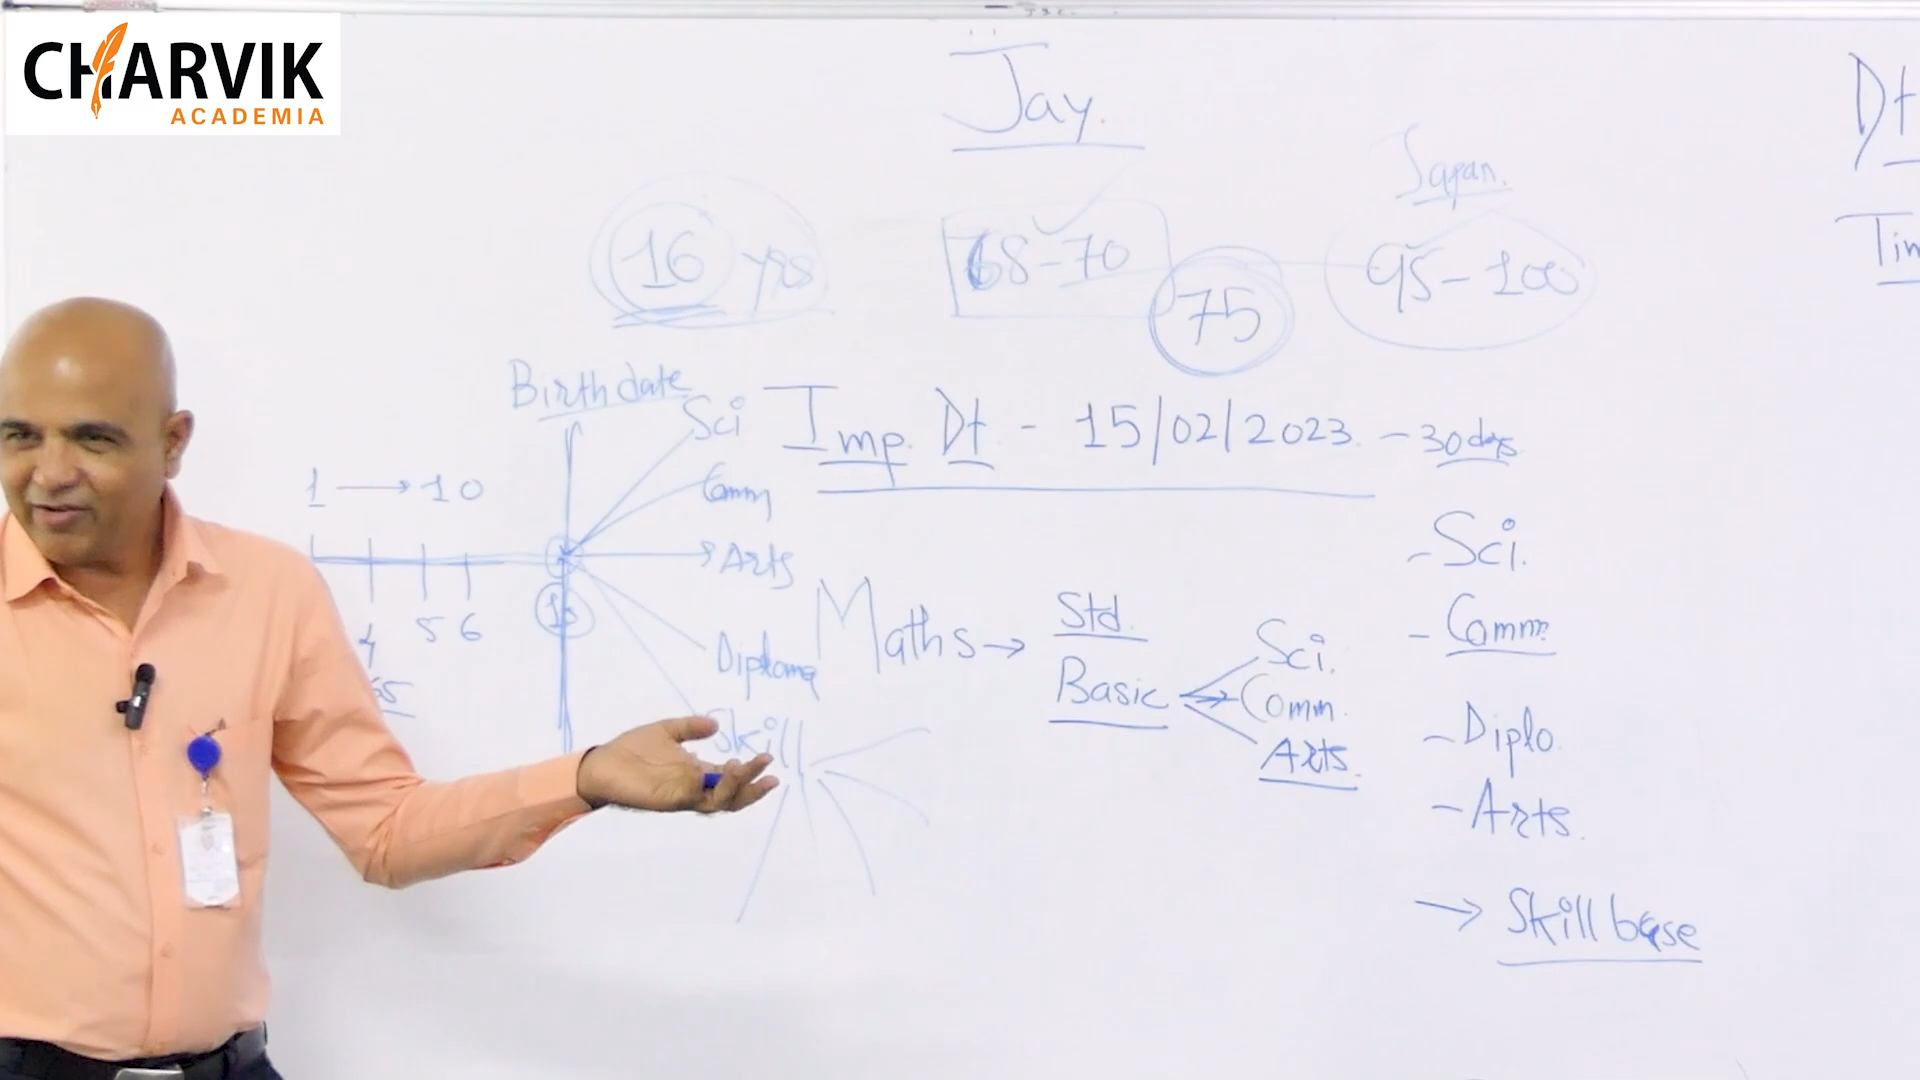 CHARVIK
ACADEMIA
Jay.
Dt
Japan.
16 yrs
68-70
75
95-100
Birthdate
Imp. Dt - 15/02/2023 - 30 days
1 → 10
Sci
Comm
Arts
Diploma
Skill
4 5 6
Maths →
Std.
Basic
Sci.
Comm.
Arts.
- Sci.
- Comm.
- Diplo.
- Arts.
→ Skill base